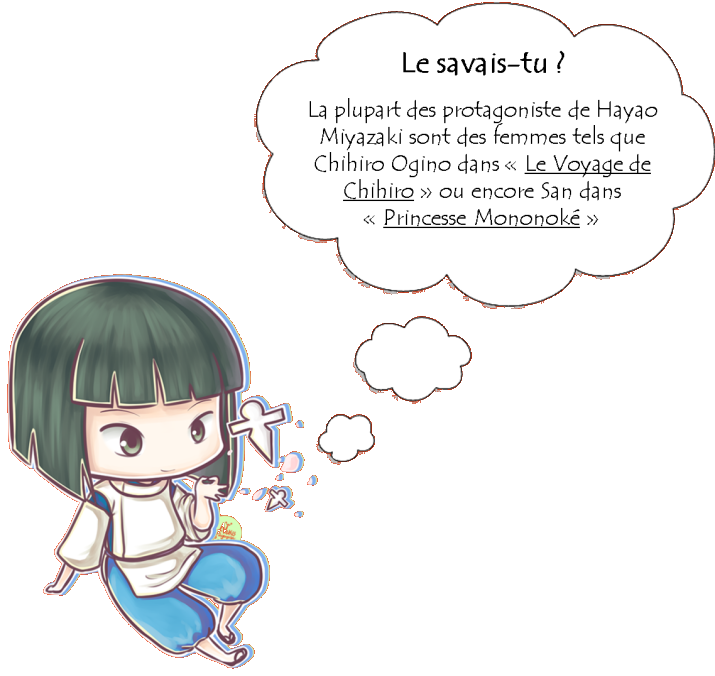 Le savais-tu ?
La plupart des protagoniste de Hayao
Miyazaki sont des femmes tels que
Chihiro Ogino dans « Le Voyage de
Chihiro » ou encore San dans
« Princesse Mononoké »